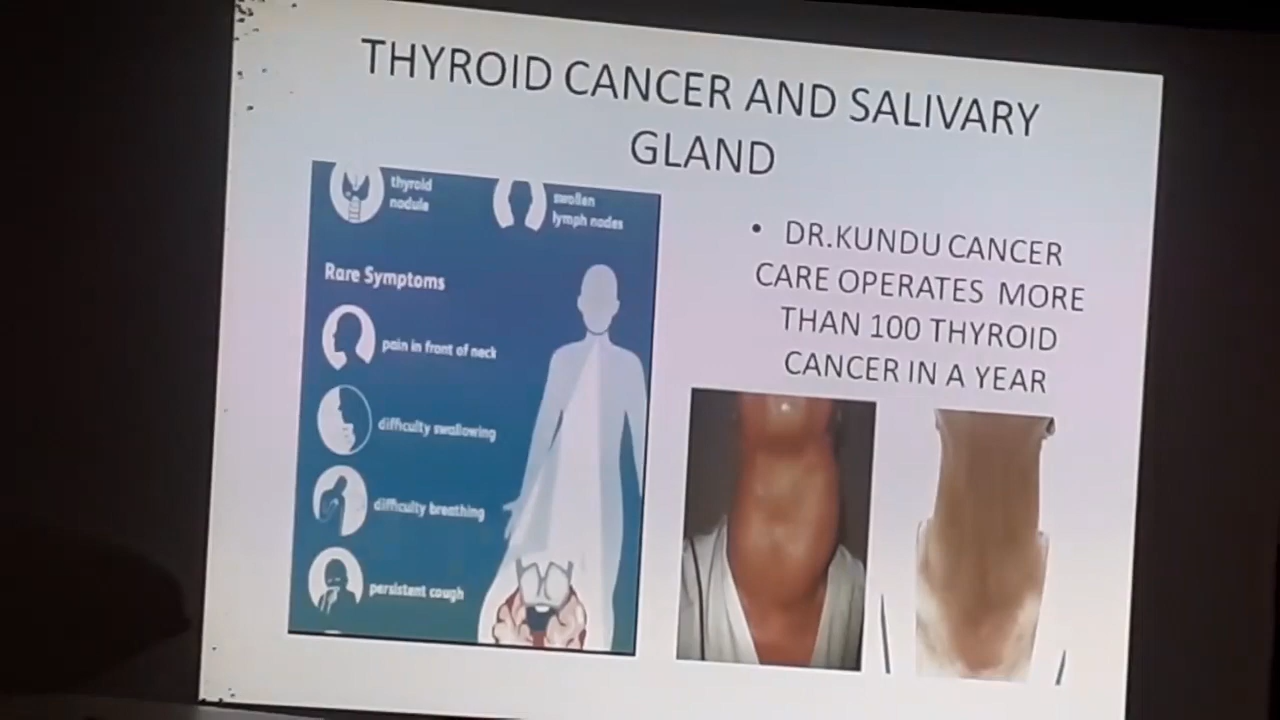 THYROID CANCER AND SALIVARY
GLAND
thyroid
nodule
swollen
lymph nodes
Rare Symptoms
pain in front of neck
difficulty swallowing
difficulty breathing
persistent cough
• DR.KUNDU CANCER
CARE OPERATES MORE
THAN 100 THYROID
CANCER IN A YEAR